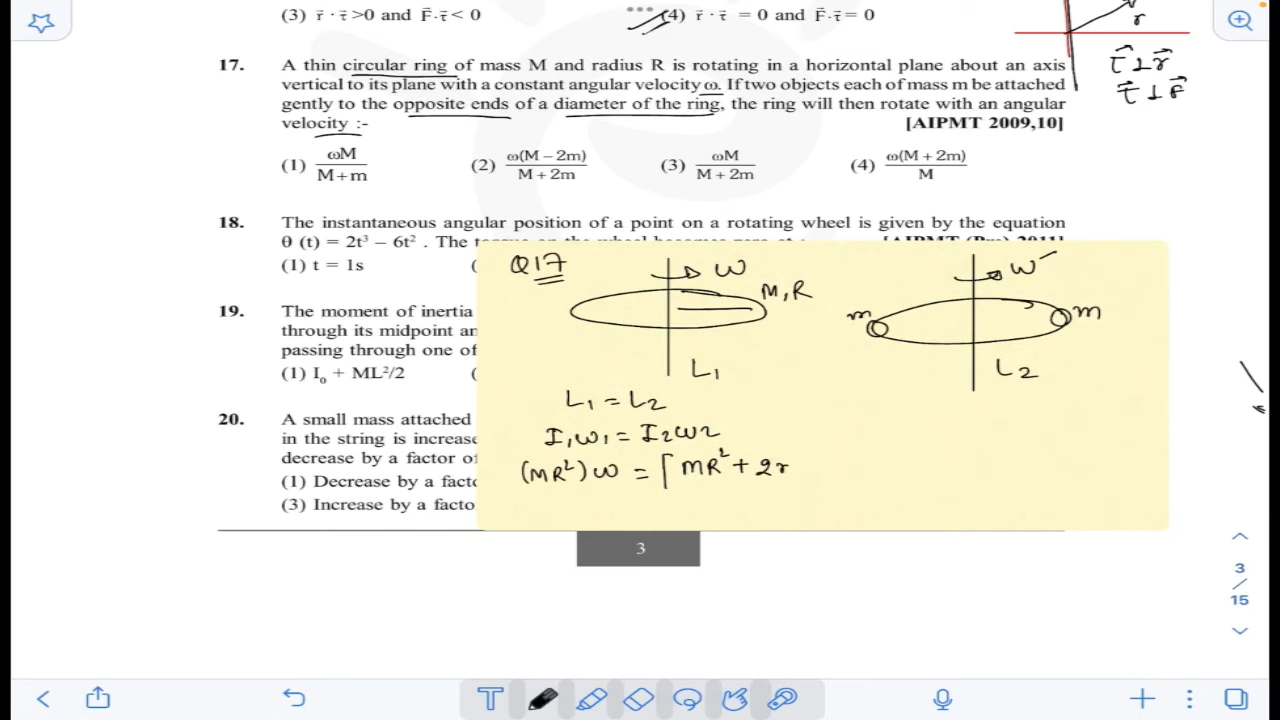 (3) r⃗ · τ⃗ >0 and F⃗.τ⃗ < 0 (4) r⃗ · τ⃗ = 0 and F⃗.τ⃗ = 0
r
τ⃗ ⊥ r⃗
τ⃗ ⊥ F⃗
17. A thin circular ring of mass M and radius R is rotating in a horizontal plane about an axis
vertical to its plane with a constant angular velocity ω. If two objects each of mass m be attached
gently to the opposite ends of a diameter of the ring, the ring will then rotate with an angular
velocity :- [AIPMT 2009,10]
(1) ωM/(M+m) (2) ω(M − 2m)/(M + 2m) (3) ωM/(M + 2m) (4) ω(M + 2m)/M
18. The instantaneous angular position of a point on a rotating wheel is given by the equation
θ (t) = 2t³ – 6t² . The
(1) t = 1s
19. The moment of inertia
through its midpoint an
passing through one of
(1) I₀ + ML²/2
20. A small mass attached
in the string is increase
decrease by a factor of
(1) Decrease by a facto
(3) Increase by a facto
Q17
W
M, R
L₁
W′
m m
L₂
L₁ = L₂
I₁ω₁ = I₂ω₂
(MR²)ω = [MR² + 2
3
3
15
T